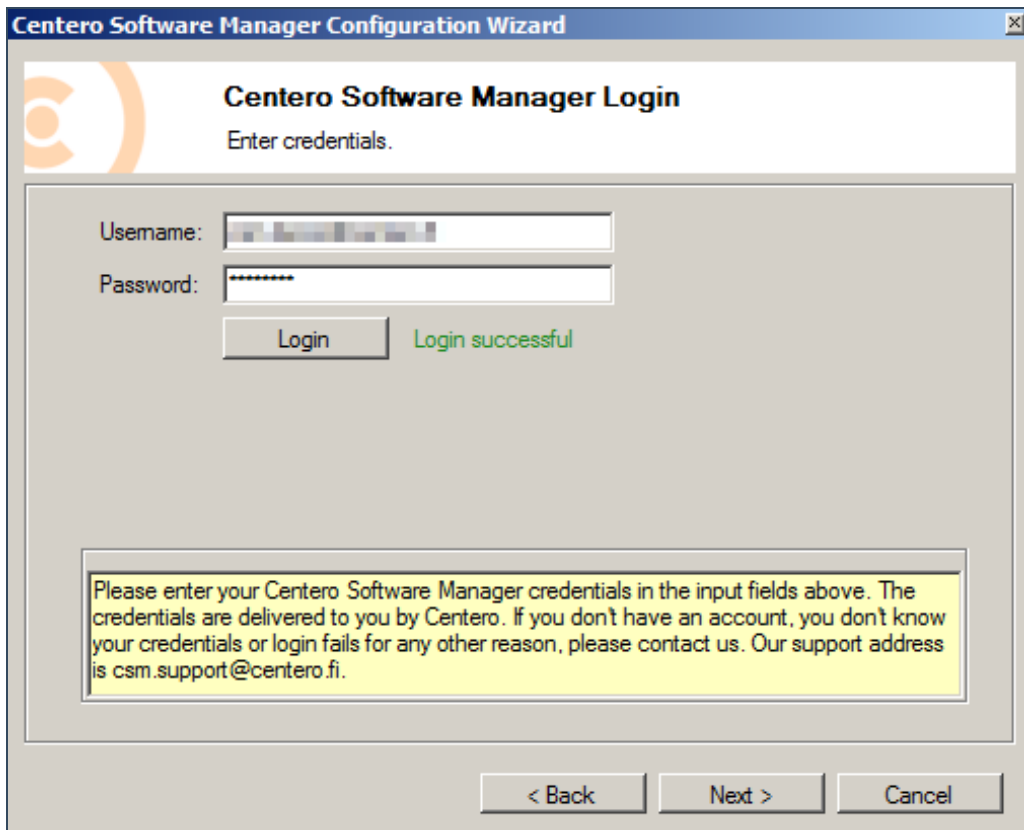 Centero Software Manager Configuration Wizard
Centero Software Manager Login
Enter credentials.
Username:
Password: ********
Login Login successful
Please enter your Centero Software Manager credentials in the input fields above. The
credentials are delivered to you by Centero. If you don't have an account, you don't know
your credentials or login fails for any other reason, please contact us. Our support address
is csm.support@centero.fi.
< Back Next > Cancel